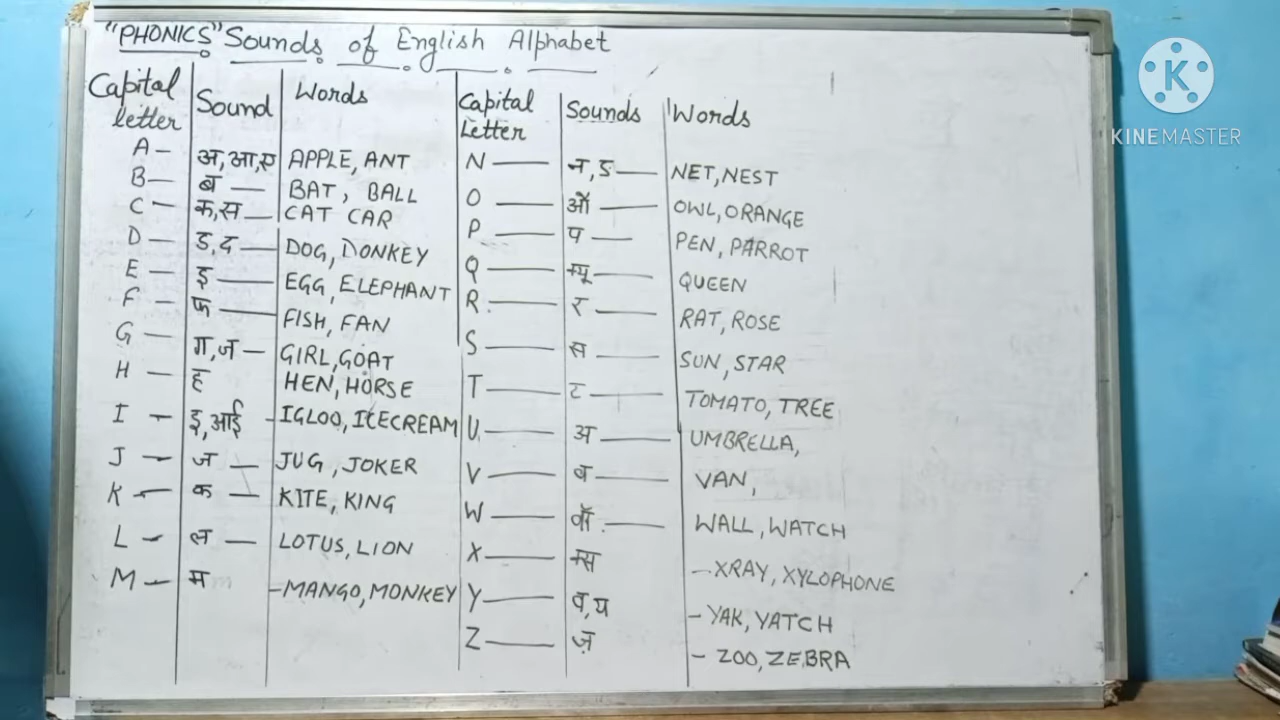 "PHONICS" Sounds of English Alphabet
Capital letter Sound Words Capital Letter Sounds Words
A- अ,आ,ए APPLE, ANT N— न,ङ— NET,NEST
B— ब— BAT, BALL O— ऑ— OWL,ORANGE
C— क,स— CAT CAR P— प— PEN, PARROT
D— ड,द— DOG, DONKEY Q— क्यू— QUEEN
E— इ— EGG, ELEPHANT R— र— RAT, ROSE
F— फ— FISH, FAN S— स— SUN, STAR
G— ग,ज— GIRL,GOAT T— ट— TOMATO, TREE
H— ह HEN, HORSE U— अ— UMBRELLA,
I- इ,आई -IGLOO, ICECREAM V— व— VAN,
J- ज— JUG, JOKER W— वॉ- WALL, WATCH
K- क— KITE, KING X— क्स -XRAY, XYLOPHONE
L- ल— LOTUS, LION Y— व,य -YAK, YATCH
M- म -MANGO, MONKEY Z— ज़ -ZOO, ZEBRA
K
KINEMASTER